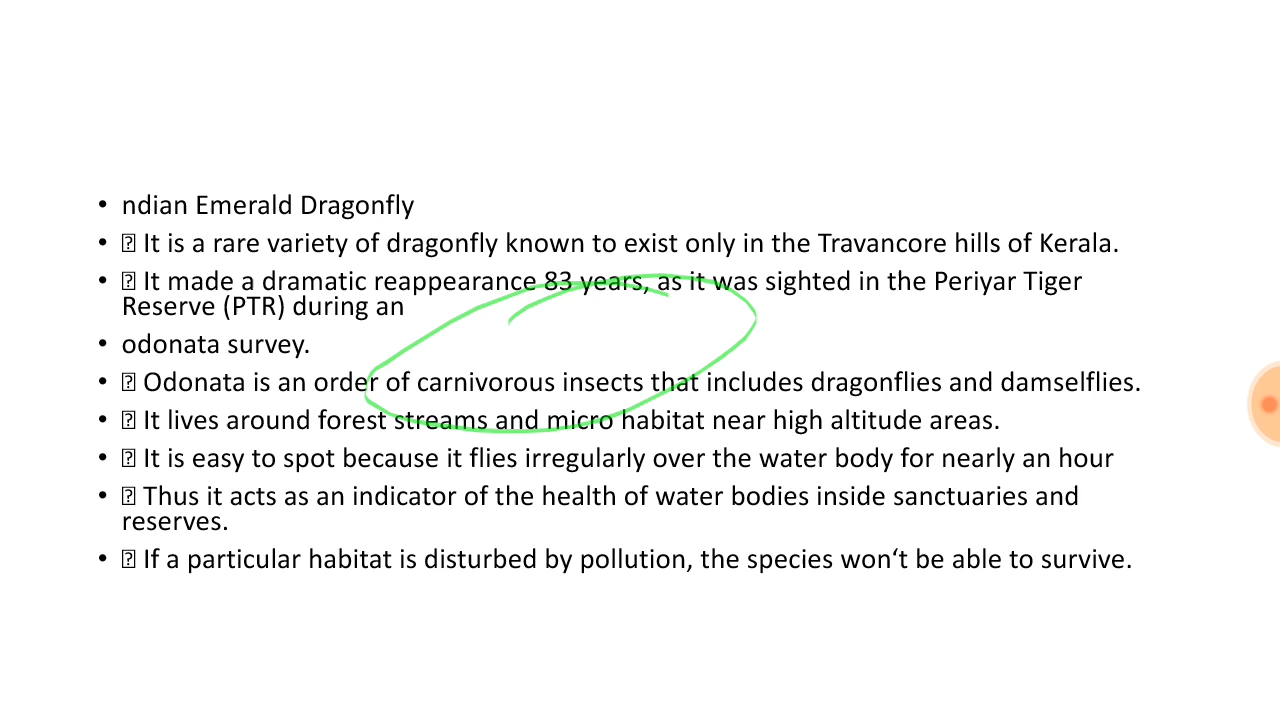 • ndian Emerald Dragonfly
• It is a rare variety of dragonfly known to exist only in the Travancore hills of Kerala.
• It made a dramatic reappearance 83 years, as it was sighted in the Periyar Tiger
Reserve (PTR) during an
• odonata survey.
• Odonata is an order of carnivorous insects that includes dragonflies and damselflies.
• It lives around forest streams and micro habitat near high altitude areas.
• It is easy to spot because it flies irregularly over the water body for nearly an hour
• Thus it acts as an indicator of the health of water bodies inside sanctuaries and
reserves.
• If a particular habitat is disturbed by pollution, the species won‘t be able to survive.